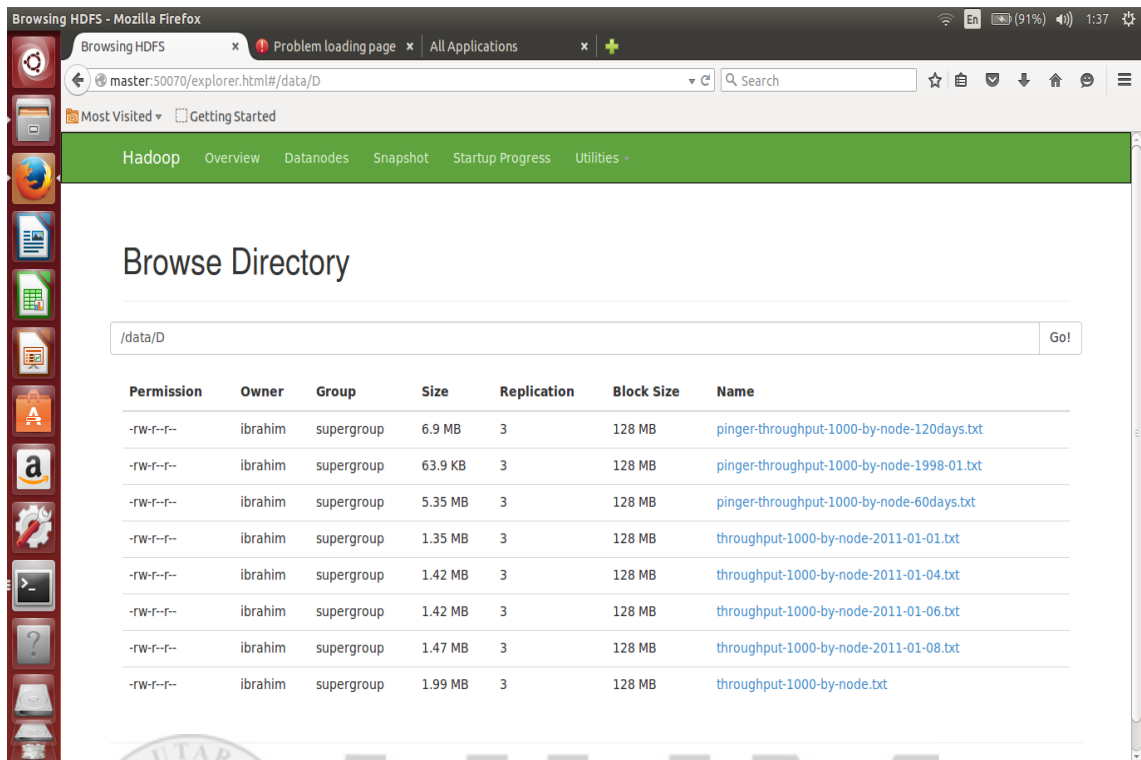 Browsing HDFS - Mozilla Firefox
En (91%) 1:37
Browsing HDFS × Problem loading page × All Applications ×
master:50070/explorer.html#/data/D Search
Most Visited Getting Started
Hadoop Overview Datanodes Snapshot Startup Progress Utilities
Browse Directory
/data/D Go!
Permission Owner Group Size Replication Block Size Name
-rw-r--r-- ibrahim supergroup 6.9 MB 3 128 MB pinger-throughput-1000-by-node-120days.txt
-rw-r--r-- ibrahim supergroup 63.9 KB 3 128 MB pinger-throughput-1000-by-node-1998-01.txt
-rw-r--r-- ibrahim supergroup 5.35 MB 3 128 MB pinger-throughput-1000-by-node-60days.txt
-rw-r--r-- ibrahim supergroup 1.35 MB 3 128 MB throughput-1000-by-node-2011-01-01.txt
-rw-r--r-- ibrahim supergroup 1.42 MB 3 128 MB throughput-1000-by-node-2011-01-04.txt
-rw-r--r-- ibrahim supergroup 1.42 MB 3 128 MB throughput-1000-by-node-2011-01-06.txt
-rw-r--r-- ibrahim supergroup 1.47 MB 3 128 MB throughput-1000-by-node-2011-01-08.txt
-rw-r--r-- ibrahim supergroup 1.99 MB 3 128 MB throughput-1000-by-node.txt